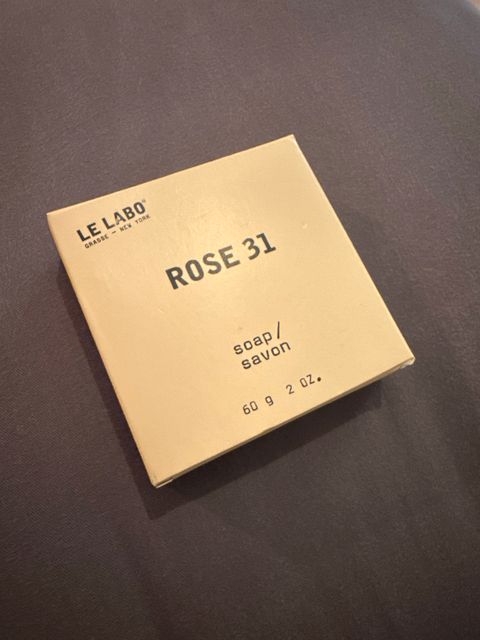 LE LABO®
GRASSE — NEW YORK
ROSE 31
soap/
savon
60 g 2 OZ.